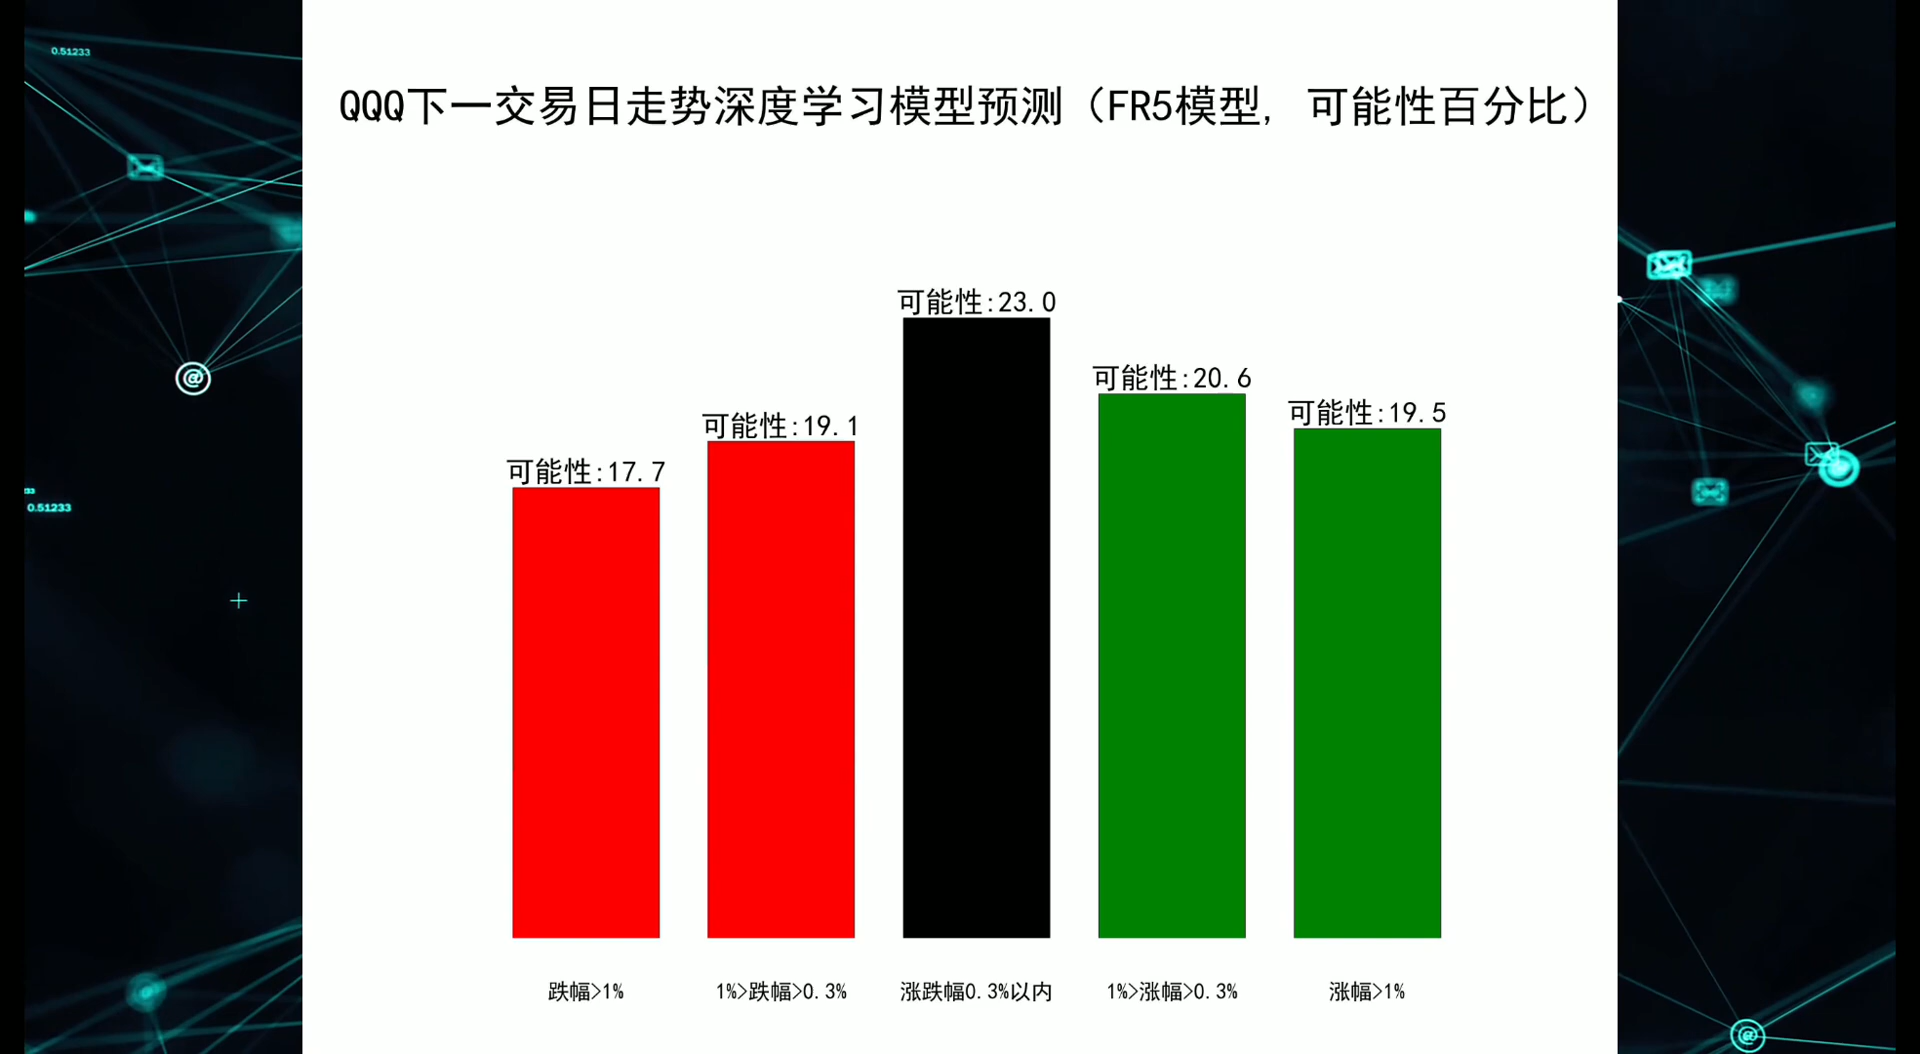 0.51233
QQQ下一交易日走势深度学习模型预测（FR5模型, 可能性百分比）
可能性:23.0
可能性:20.6
可能性:19.5
可能性:19.1
可能性:17.7
33
0.51233
跌幅>1%
1%>跌幅>0.3%
涨跌幅0.3%以内
1%>涨幅>0.3%
涨幅>1%